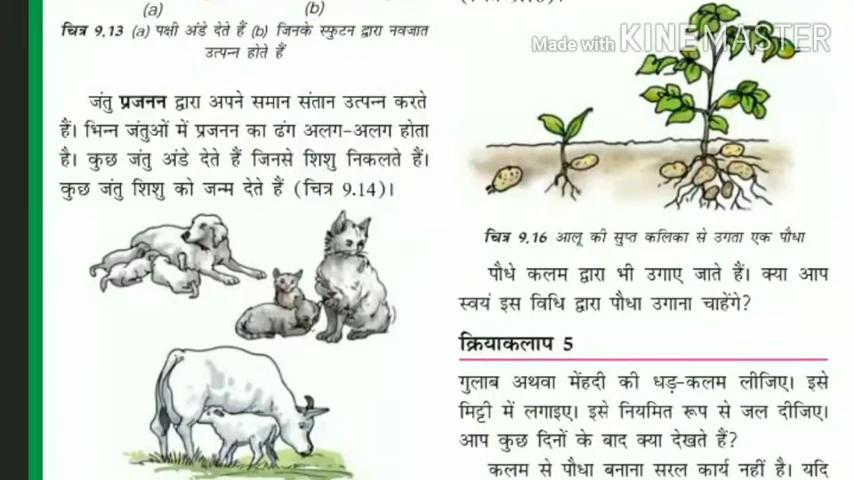 (a) (b)
चित्र 9.13 (a) पक्षी अंडे देते हैं (b) जिनके स्फुटन द्वारा नवजात
उत्पन्न होते हैं
जंतु प्रजनन द्वारा अपने समान संतान उत्पन्न करते
हैं। भिन्न जंतुओं में प्रजनन का ढंग अलग-अलग होता
है। कुछ जंतु अंडे देते हैं जिनसे शिशु निकलते हैं।
कुछ जंतु शिशु को जन्म देते हैं (चित्र 9.14)।
Made with KINEMASTER
चित्र 9.16 आलू की सुप्त कलिका से उगता एक पौधा
पौधे कलम द्वारा भी उगाए जाते हैं। क्या आप
स्वयं इस विधि द्वारा पौधा उगाना चाहेंगे?
क्रियाकलाप 5
गुलाब अथवा मेंहदी की धड़-कलम लीजिए। इसे
मिट्टी में लगाइए। इसे नियमित रूप से जल दीजिए।
आप कुछ दिनों के बाद क्या देखते हैं?
कलम से पौधा बनाना सरल कार्य नहीं है। यदि